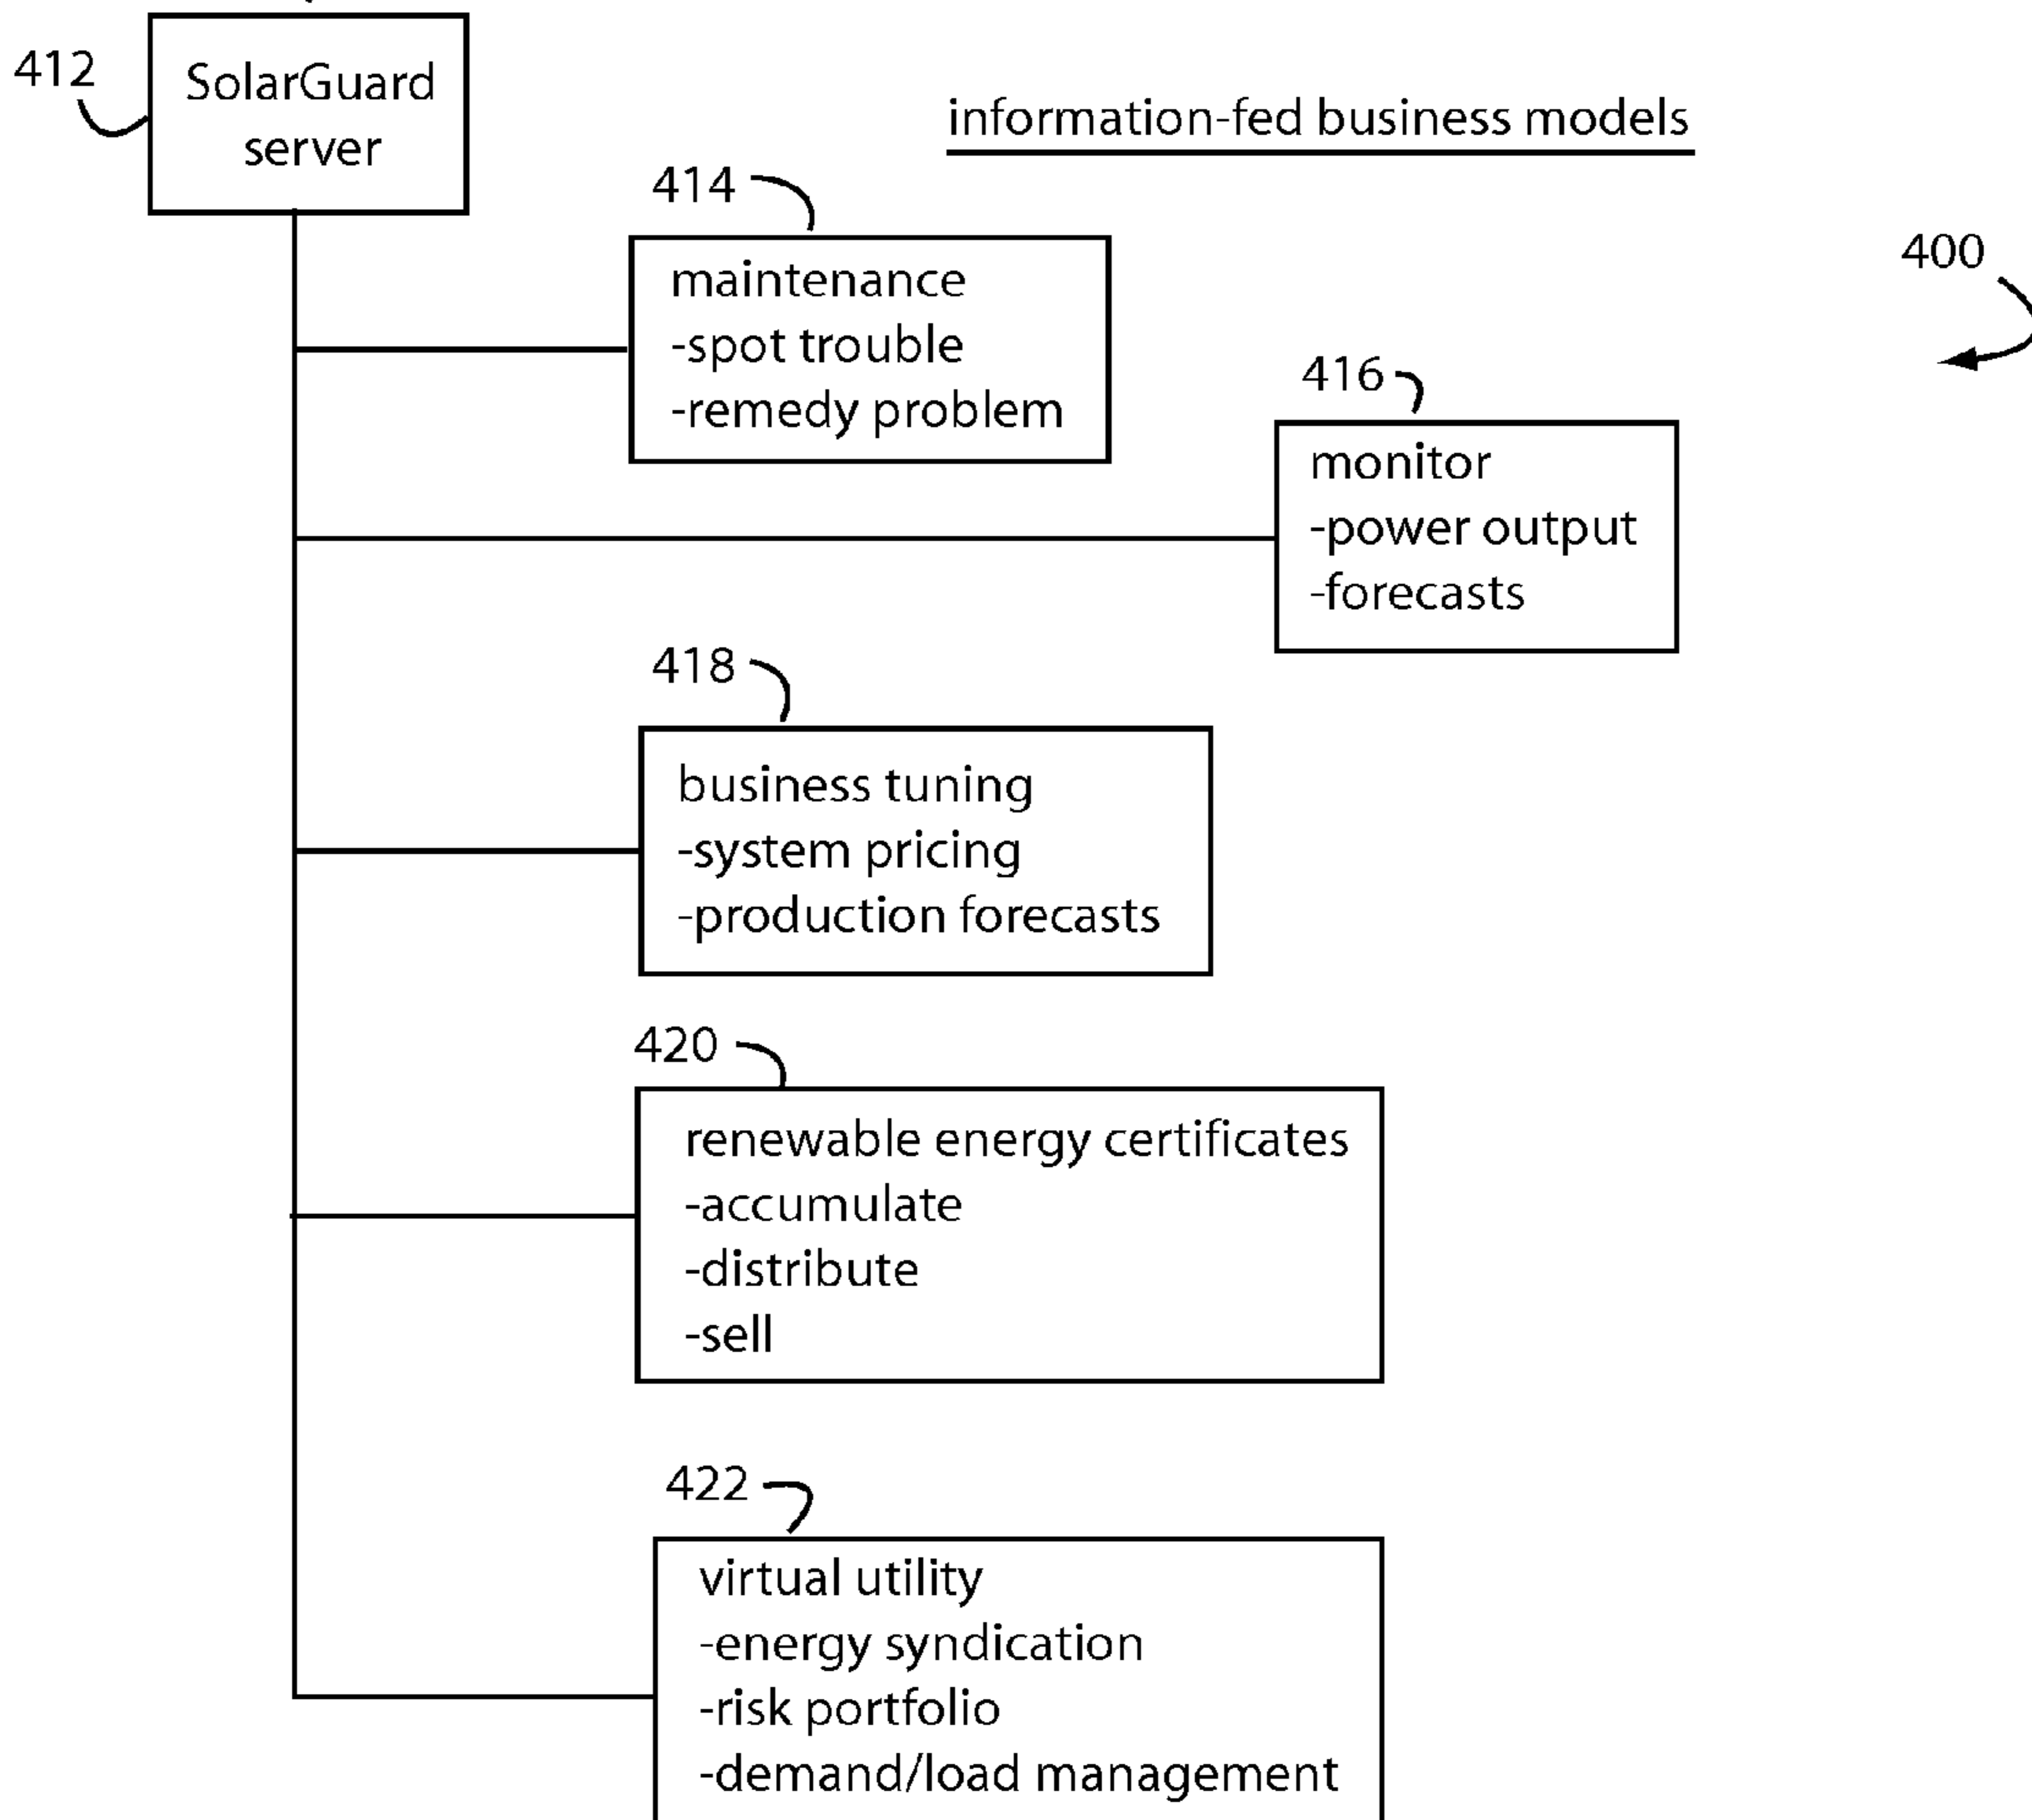 412
SolarGuard
server
information-fed business models
414
maintenance
-spot trouble
-remedy problem
400
416
monitor
-power output
-forecasts
418
business tuning
-system pricing
-production forecasts
420
renewable energy certificates
-accumulate
-distribute
-sell
422
virtual utility
-energy syndication
-risk portfolio
-demand/load management